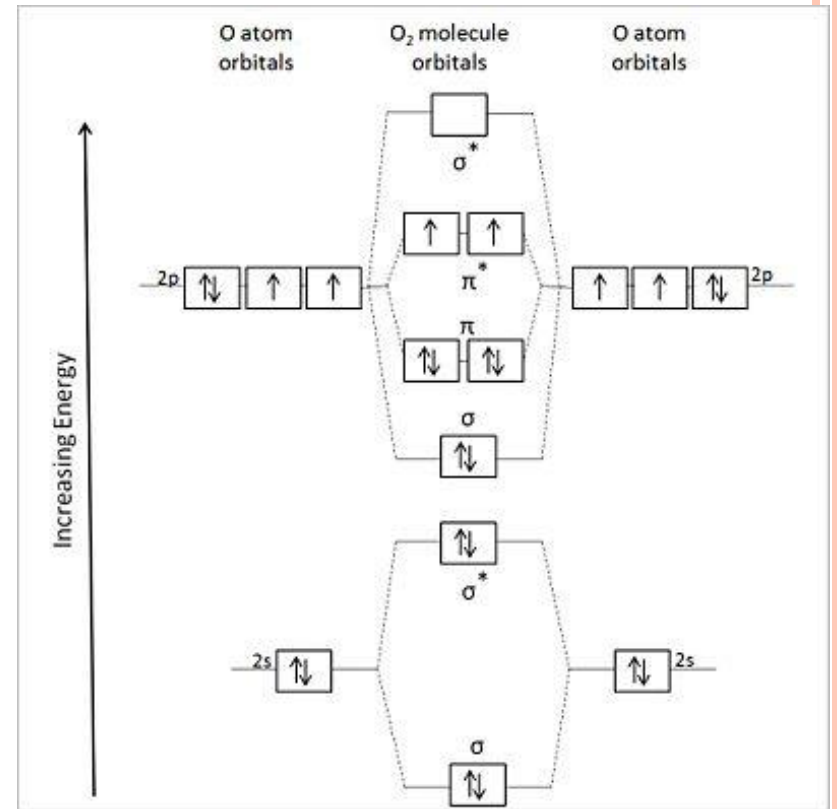 O atom
orbitals
O₂ molecule
orbitals
O atom
orbitals
σ*
↑ ↑
2p ↑↓ ↑ ↑
↑ ↑ ↑↓ 2p
π*
π
↑↓ ↑↓
σ
↑↓
↑↓
σ*
2s ↑↓
↑↓ 2s
σ
↑↓
Increasing Energy